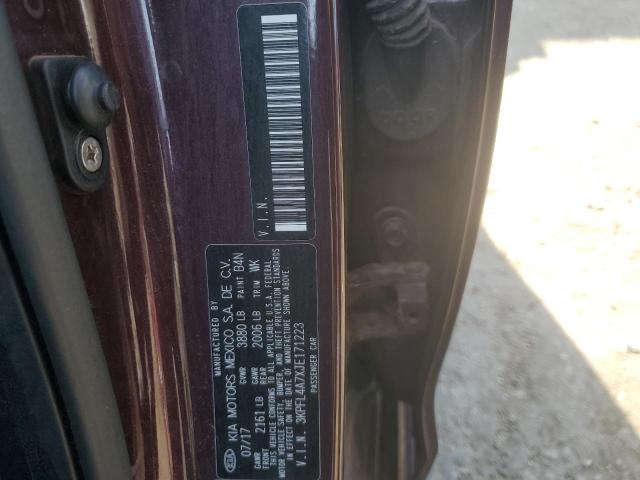 MANUFACTURED BY
KIA MOTORS MEXICO S.A. DE C.V.
07/17 GVWR 3880 LB PAINT B4N
GAWR FRONT 2161 LB GAWR REAR 2006 LB TRIM WK
THIS VEHICLE CONFORMS TO ALL APPLICABLE U.S.A. FEDERAL
MOTOR VEHICLE SAFETY, BUMPER, AND THEFT PREVENTION STANDARDS
IN EFFECT ON THE DATE OF MANUFACTURE SHOWN ABOVE.
V.I.N. 3KPFL4A7XJE171223
PASSENGER CAR
V.I.N.
KIA
DOOR